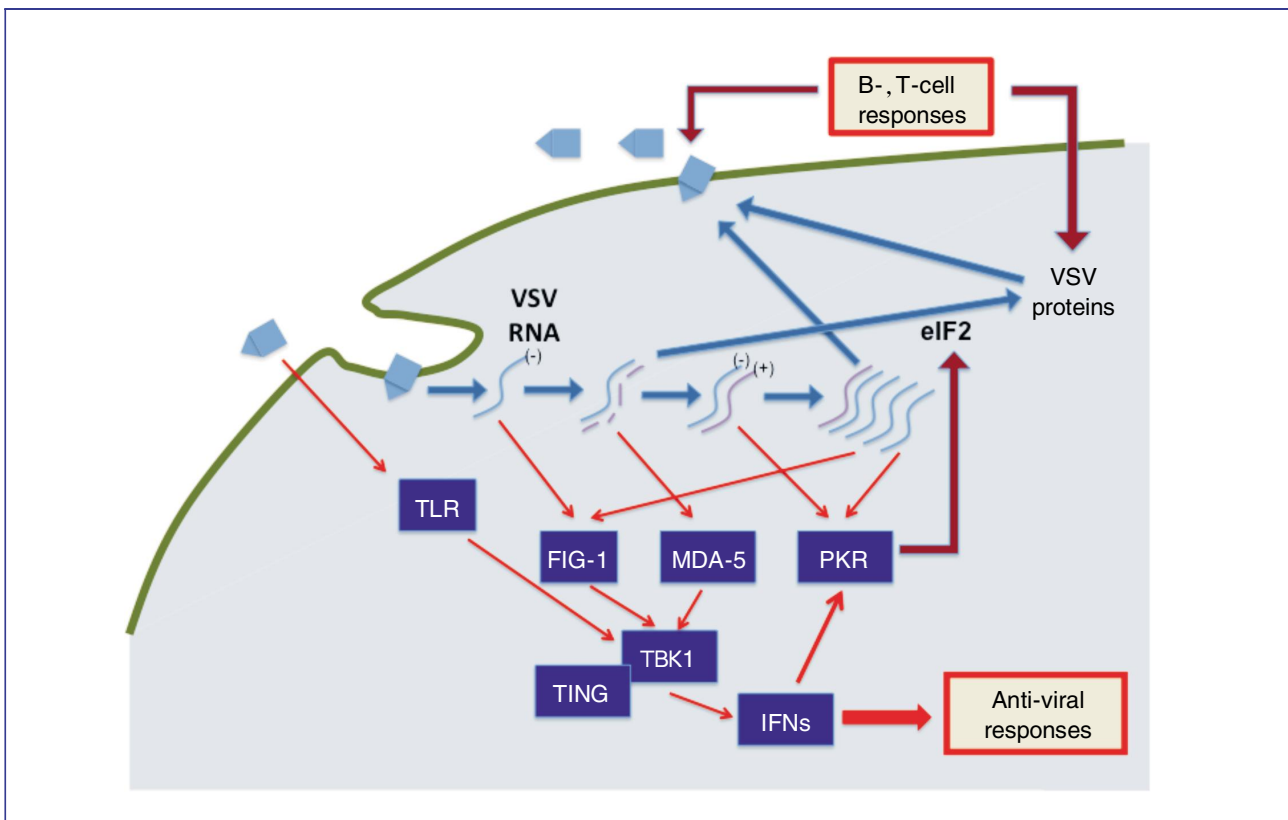 B-, T-cell
responses
VSV
RNA
(-)
VSV
proteins
eIF2
(-)
(+)
TLR
FIG-1
MDA-5
PKR
TBK1
TING
IFNs
Anti-viral
responses